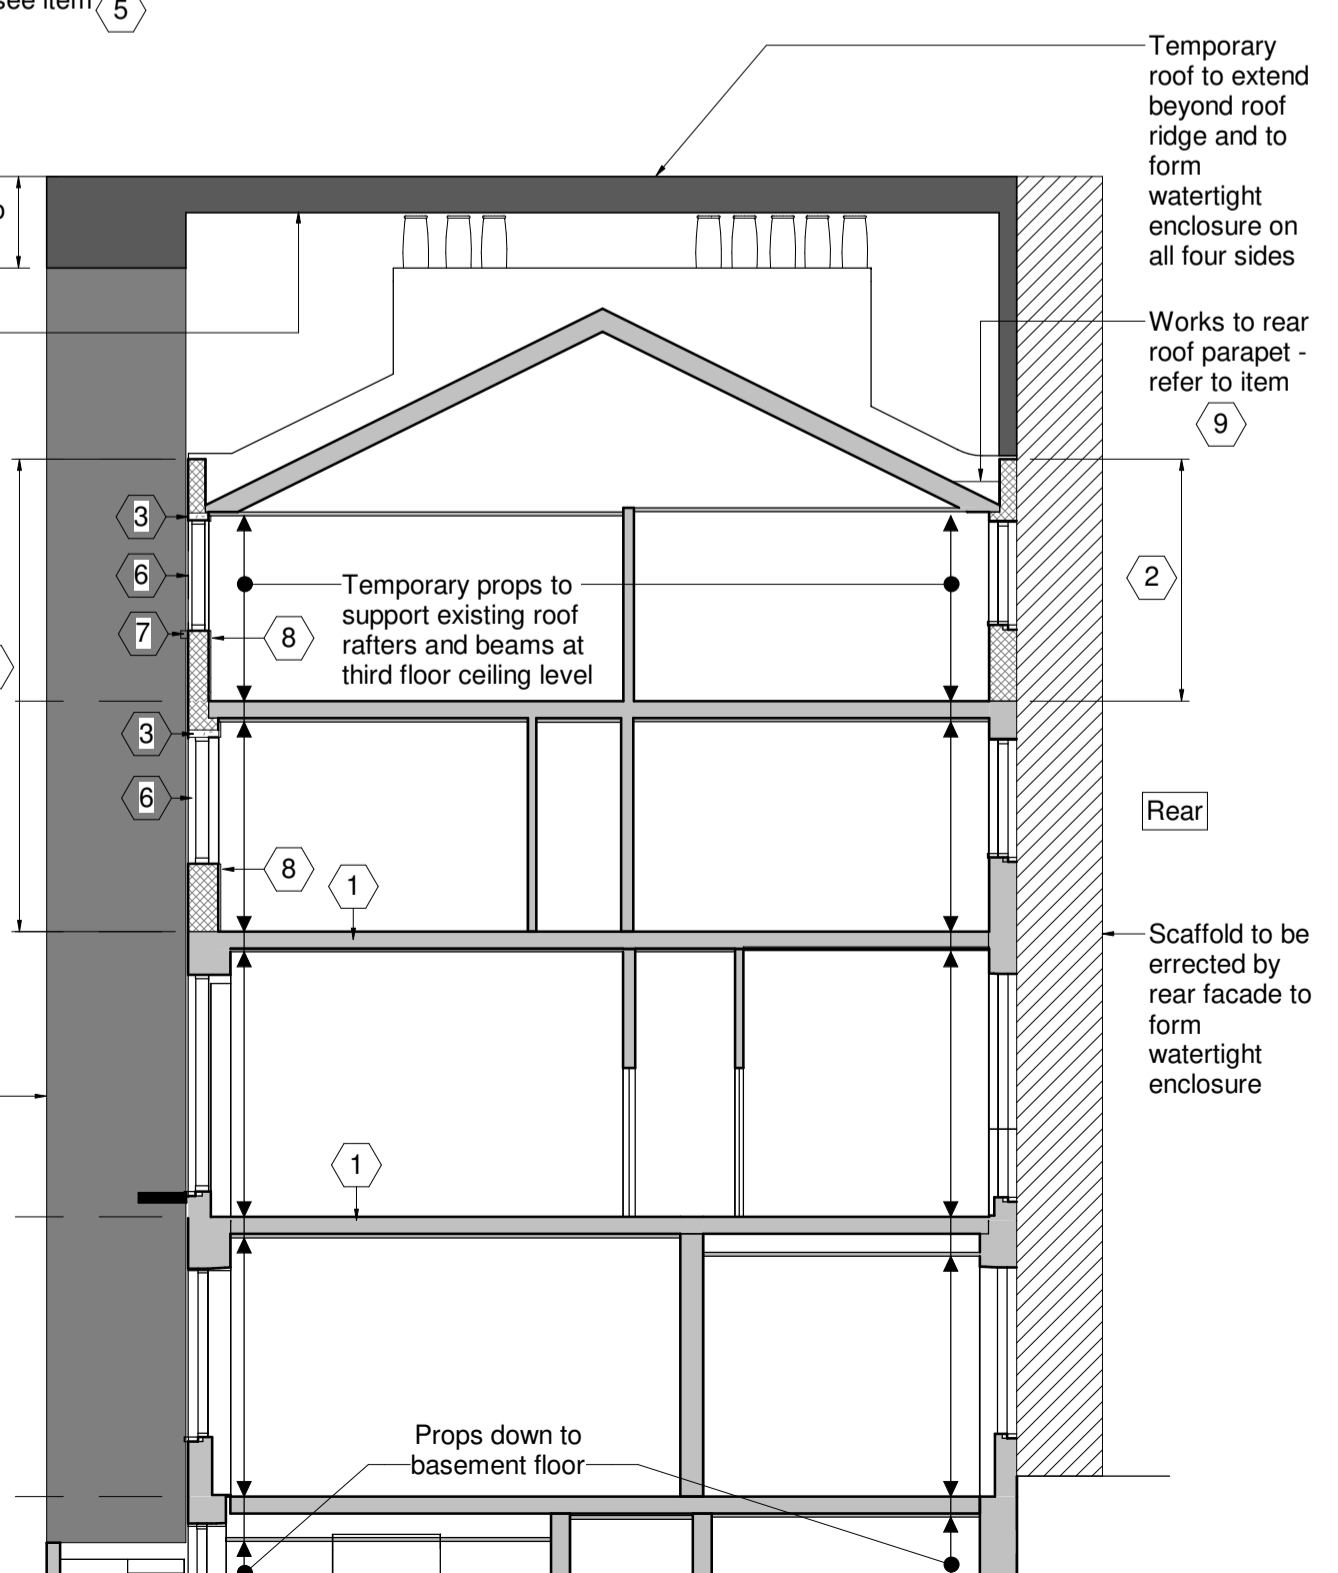 see item 5
Temporary
roof to extend
beyond roof
ridge and to
form
watertight
enclosure on
all four sides
Works to rear
roof parapet -
refer to item
9
3
6
7
8
Temporary props to
support existing roof
rafters and beams at
third floor ceiling level
2
3
6
8
1
Rear
Scaffold to be
errected by
rear facade to
form
watertight
enclosure
1
Props down to
basement floor